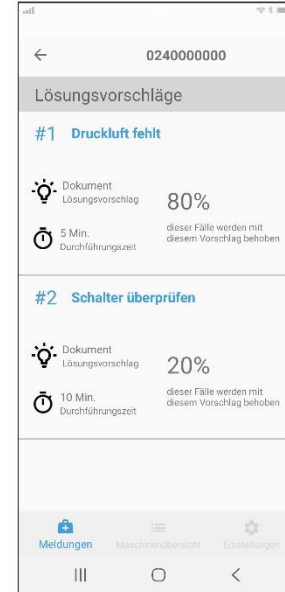 0240000000
Lösungsvorschläge
#1 Druckluft fehlt
Dokument
Lösungsvorschlag
80%
5 Min.
Durchführungszeit
dieser Fälle werden mit
diesem Vorschlag behoben
#2 Schalter überprüfen
Dokument
Lösungsvorschlag
20%
10 Min.
Durchführungszeit
dieser Fälle werden mit
diesem Vorschlag behoben
Meldungen Maschinenübersicht Einstellungen